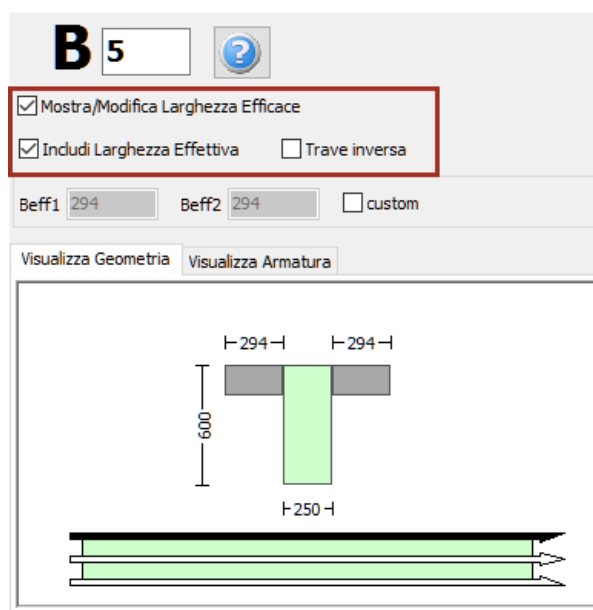 B 5 ?
Mostra/Modifica Larghezza Efficace
Includi Larghezza Effettiva Trave inversa
Beff1 294 Beff2 294 custom
Visualizza Geometria Visualizza Armatura
294 294
600
250